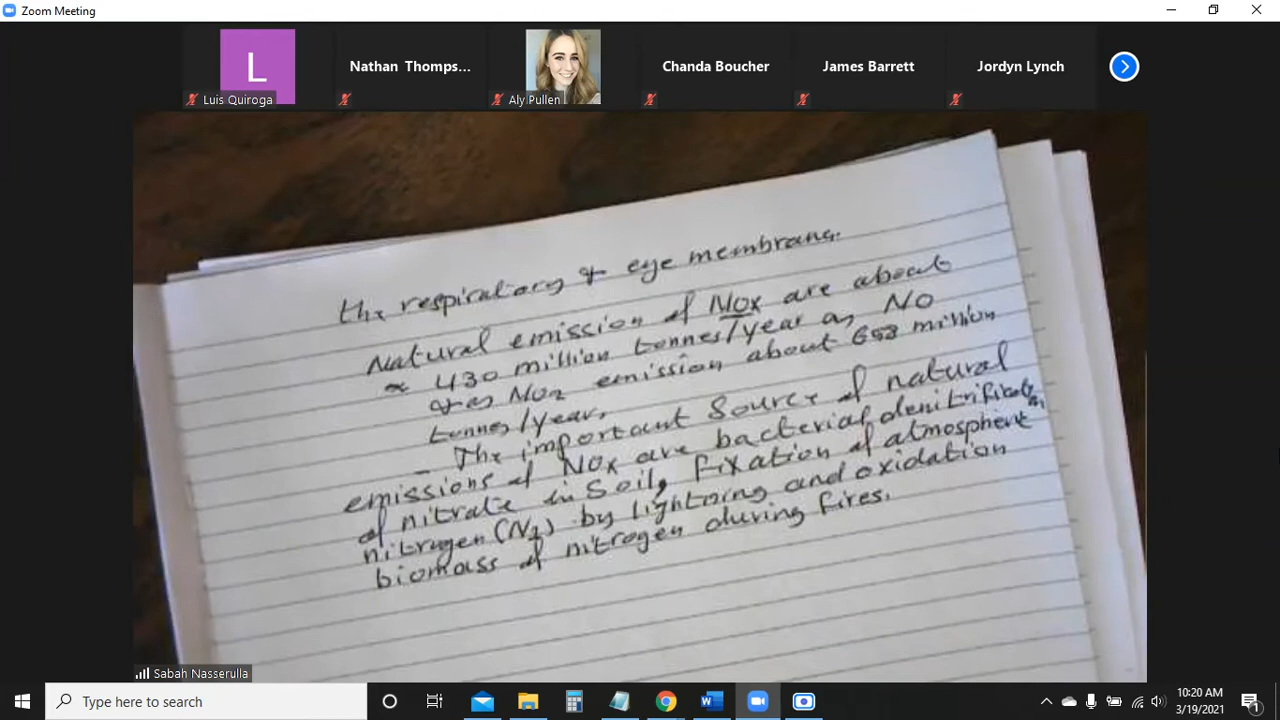 Zoom Meeting
L
Luis Quiroga
Nathan Thomps...
Aly Pullen
Chanda Boucher
James Barrett
Jordyn Lynch
the respiratory & eye membrane.
Natural emission of NOx are about
≈ 430 million tonnes/year as NO
& as NO2 emission about 658 million
tonnes/year.
- The important source of natural
emissions of NOx are bacterial denitrification
of nitrate in soil, fixation of atmospheric
nitrogen (N2) by lightning and oxidation
biomass of nitrogen during fires.
Sabah Nasserulla
Type here to search
10:20 AM
3/19/2021
1